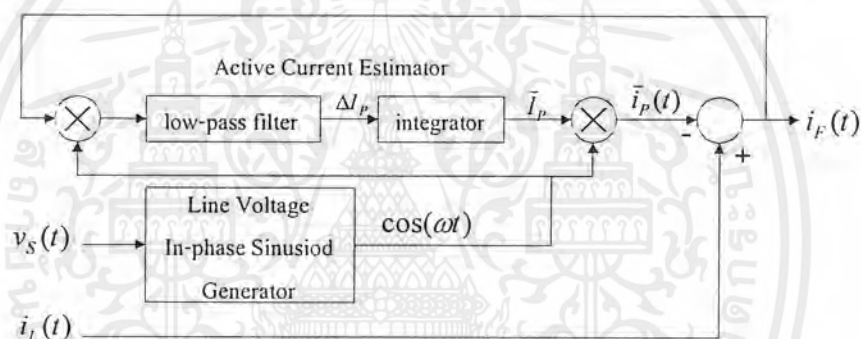 Active Current Estimator
low-pass filter
ΔI_P
integrator
Ī_P
ī_P(t)
-
+
i_F(t)
v_S(t)
Line Voltage
In-phase Sinusiod
Generator
cos(ωt)
i_L(t)